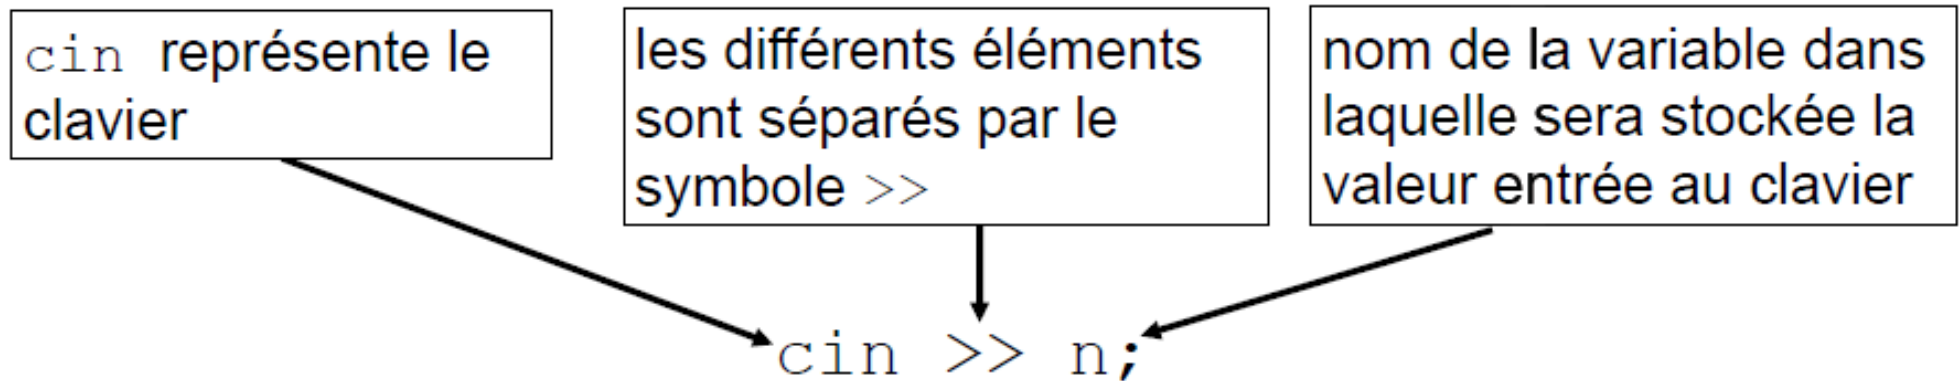 cin représente le
clavier
les différents éléments
sont séparés par le
symbole >>
nom de la variable dans
laquelle sera stockée la
valeur entrée au clavier
cin >> n;